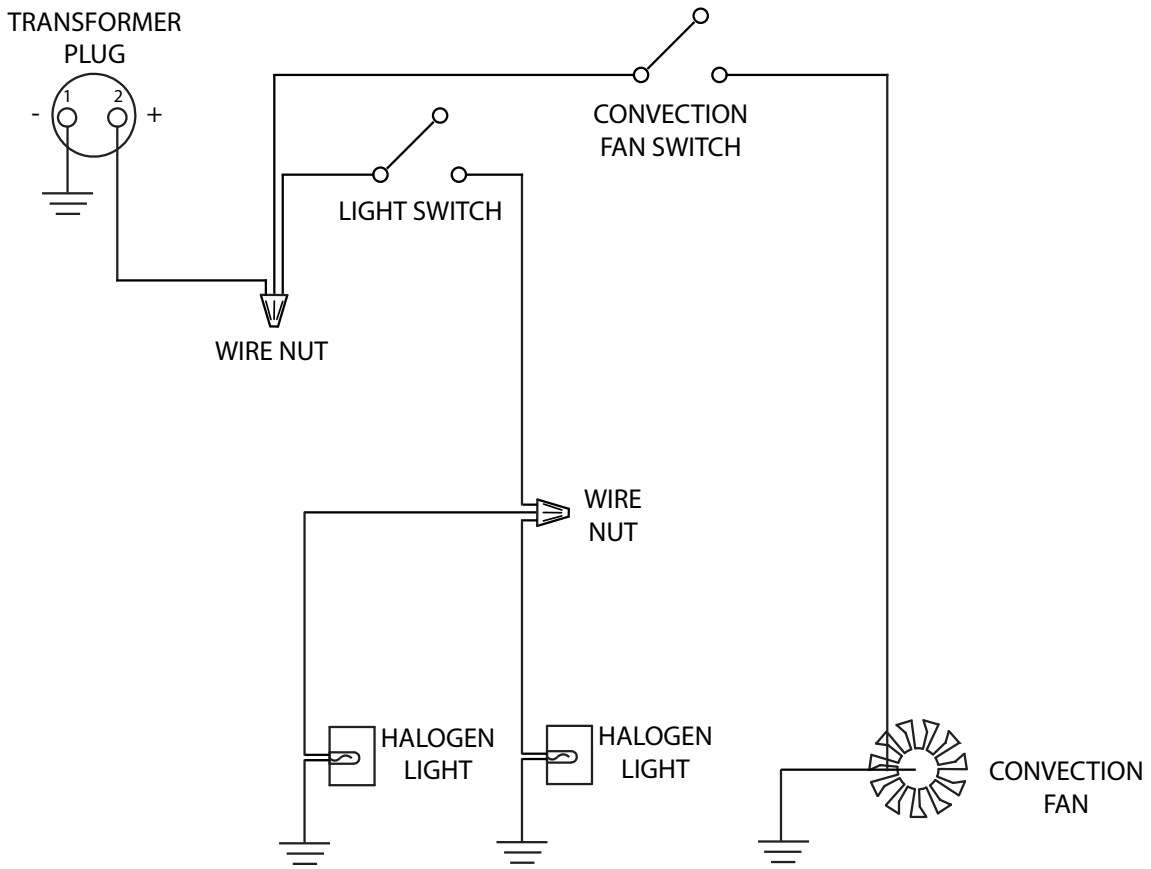 TRANSFORMER
PLUG
1
2
-
+
CONVECTION
FAN SWITCH
LIGHT SWITCH
WIRE NUT
WIRE
NUT
HALOGEN
LIGHT
HALOGEN
LIGHT
CONVECTION
FAN